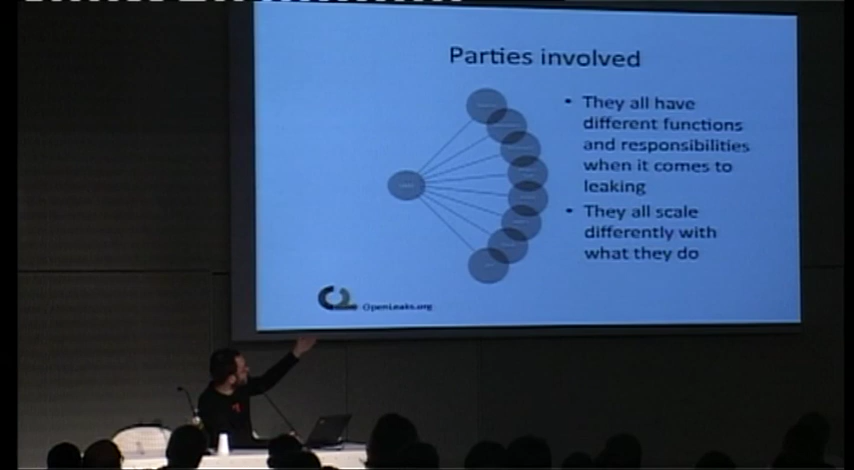 Parties involved
• They all have
different functions
and responsibilities
when it comes to
leaking
• They all scale
differently with
what they do
OpenLeaks.org